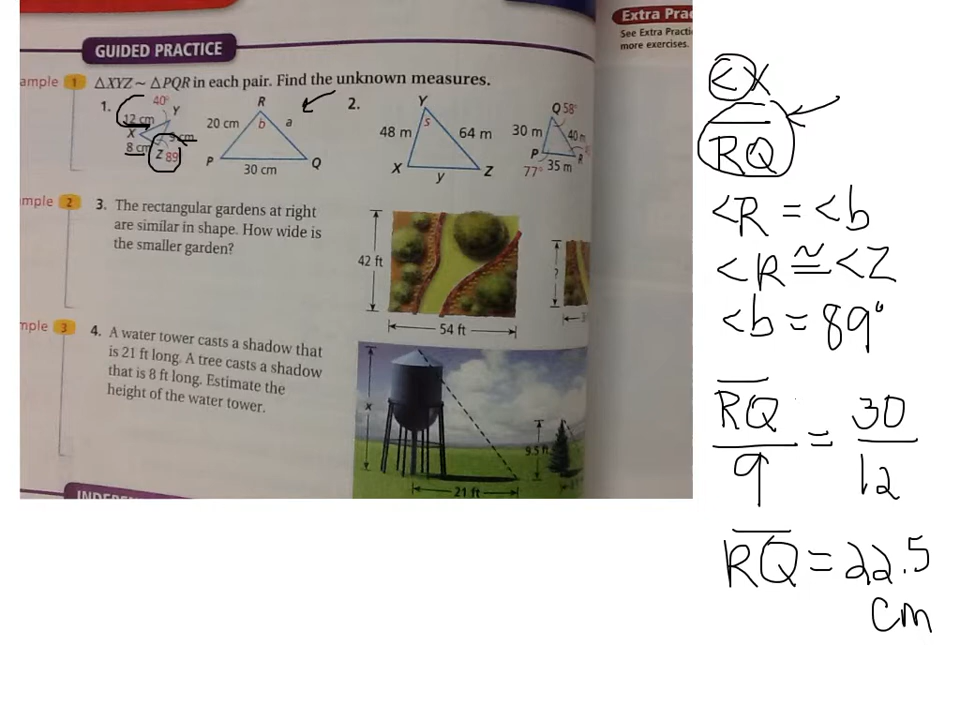 Extra Pra
See Extra Practi
more exercises.
GUIDED PRACTICE
ample 1 △XYZ ~ △PQR in each pair. Find the unknown measures.
1. 12 cm 40° Y X 9 cm 8 cm Z 89
R 20 cm b a P 30 cm Q
2. Y 48 m s 64 m X y Z
Q 58° 30 m 40 m P R 77° 35 m
mple 2 3. The rectangular gardens at right
are similar in shape. How wide is
the smaller garden?
42 ft
?
54 ft
mple 3 4. A water tower casts a shadow that
is 21 ft long. A tree casts a shadow
that is 8 ft long. Estimate the
height of the water tower.
x
9.5 ft
21 ft
INDEPEN
<X
RQ
<R = <b
<R ≅ <Z
<b = 89°
RQ/9 = 30/12
RQ = 22.5
cm